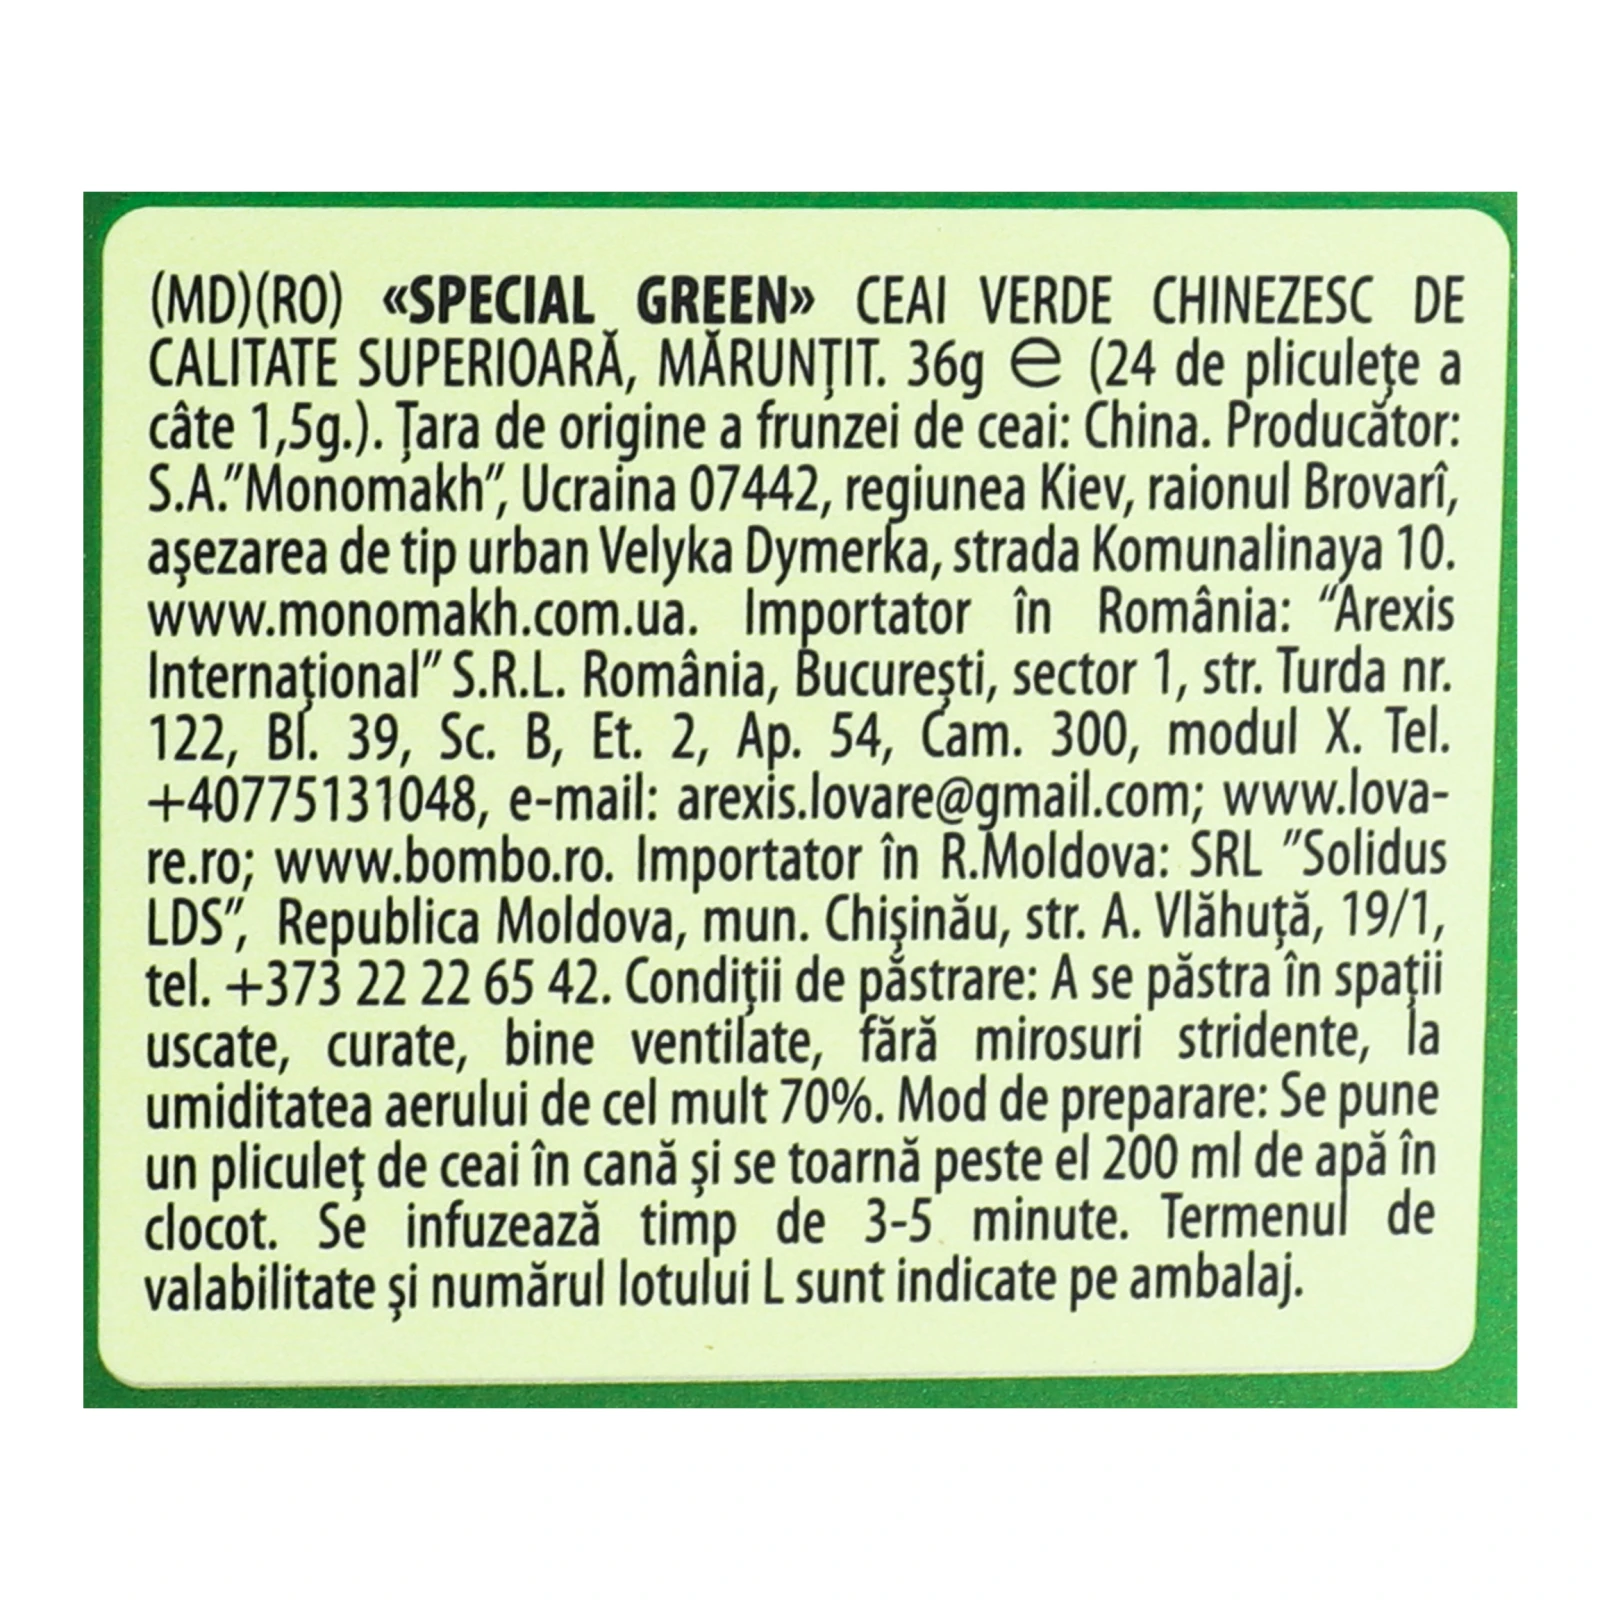 (MD)(RO) «SPECIAL GREEN» CEAI VERDE CHINEZESC DE
CALITATE SUPERIOARĂ, MĂRUNȚIT. 36g ℮ (24 de pliculețe a
câte 1,5g.). Țara de origine a frunzei de ceai: China. Producător:
S.A."Monomakh", Ucraina 07442, regiunea Kiev, raionul Brovarî,
așezarea de tip urban Velyka Dymerka, strada Komunalinaya 10.
www.monomakh.com.ua. Importator în România: “Arexis
Internațional” S.R.L. România, București, sector 1, str. Turda nr.
122, Bl. 39, Sc. B, Et. 2, Ap. 54, Cam. 300, modul X. Tel.
+40775131048, e-mail: arexis.lovare@gmail.com; www.lova-
re.ro; www.bombo.ro. Importator în R.Moldova: SRL "Solidus
LDS", Republica Moldova, mun. Chișinău, str. A. Vlăhuță, 19/1,
tel. +373 22 22 65 42. Condiții de păstrare: A se păstra în spații
uscate, curate, bine ventilate, fără mirosuri stridente, la
umiditatea aerului de cel mult 70%. Mod de preparare: Se pune
un pliculeț de ceai în cană și se toarnă peste el 200 ml de apă în
clocot. Se infuzează timp de 3-5 minute. Termenul de
valabilitate și numărul lotului L sunt indicate pe ambalaj.